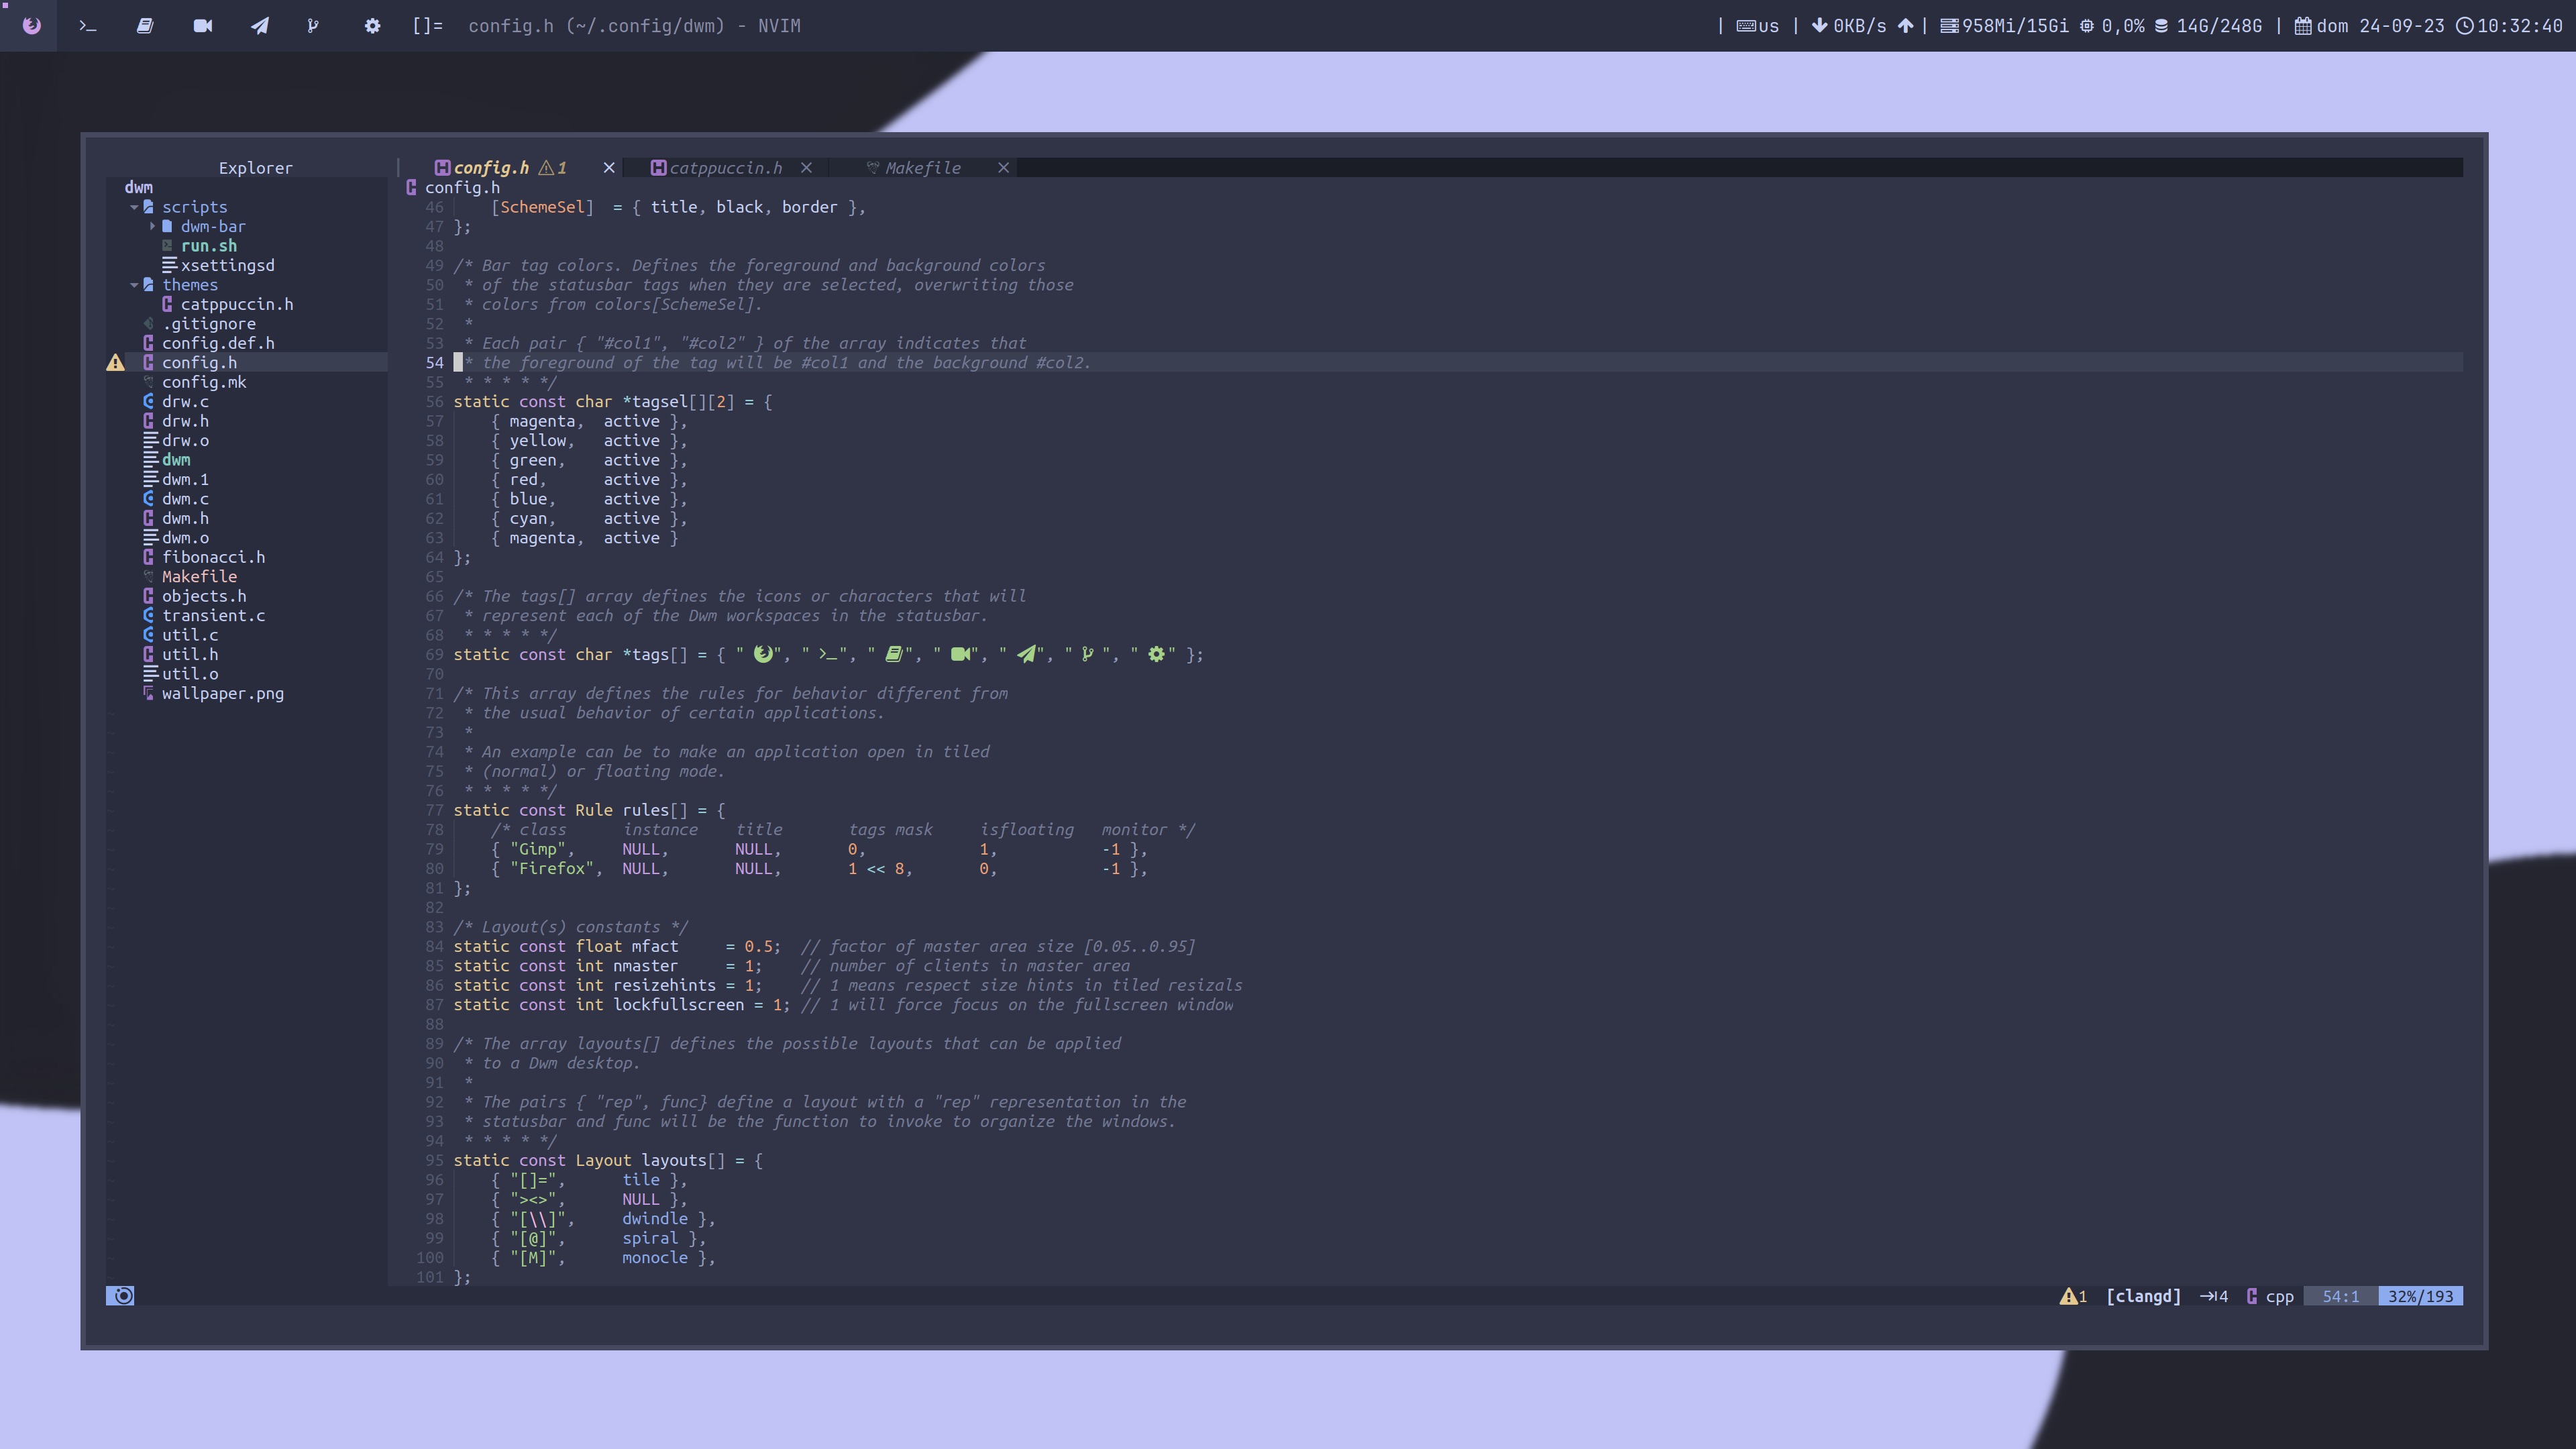 []= config.h (~/.config/dwm) - NVIM | us | 0KB/s | 958Mi/15Gi 0,0% 14G/248G | dom 24-09-23 10:32:40
Explorer
config.h 1 catppuccin.h Makefile
dwm
scripts
dwm-bar
run.sh
xsettingsd
themes
catppuccin.h
.gitignore
config.def.h
config.h
config.mk
drw.c
drw.h
drw.o
dwm
dwm.1
dwm.c
dwm.h
dwm.o
fibonacci.h
Makefile
objects.h
transient.c
util.c
util.h
util.o
wallpaper.png
config.h
46     [SchemeSel]  = { title, black, border },
47 };
48
49 /* Bar tag colors. Defines the foreground and background colors
50  * of the statusbar tags when they are selected, overwriting those
51  * colors from colors[SchemeSel].
52  *
53  * Each pair { "#col1", "#col2" } of the array indicates that
54  * the foreground of the tag will be #col1 and the background #col2.
55  * * * * */
56 static const char *tagsel[][2] = {
57     { magenta,  active },
58     { yellow,   active },
59     { green,    active },
60     { red,      active },
61     { blue,     active },
62     { cyan,     active },
63     { magenta,  active }
64 };
65
66 /* The tags[] array defines the icons or characters that will
67  * represent each of the Dwm workspaces in the statusbar.
68  * * * * */
69 static const char *tags[] = { " ", " ", " ", " ", " ", " ", " " };
70
71 /* This array defines the rules for behavior different from
72  * the usual behavior of certain applications.
73  *
74  * An example can be to make an application open in tiled
75  * (normal) or floating mode.
76  * * * * */
77 static const Rule rules[] = {
78     /* class      instance    title       tags mask     isfloating   monitor */
79     { "Gimp",     NULL,       NULL,       0,            1,           -1 },
80     { "Firefox",  NULL,       NULL,       1 << 8,       0,           -1 },
81 };
82
83 /* Layout(s) constants */
84 static const float mfact     = 0.5;  // factor of master area size [0.05..0.95]
85 static const int nmaster     = 1;    // number of clients in master area
86 static const int resizehints = 1;    // 1 means respect size hints in tiled resizals
87 static const int lockfullscreen = 1; // 1 will force focus on the fullscreen window
88
89 /* The array layouts[] defines the possible layouts that can be applied
90  * to a Dwm desktop.
91  *
92  * The pairs { "rep", func} define a layout with a "rep" representation in the
93  * statusbar and func will be the function to invoke to organize the windows.
94  * * * * */
95 static const Layout layouts[] = {
96     { "[]=",      tile },
97     { "><>",      NULL },
98     { "[\\]",     dwindle },
99     { "[@]",      spiral },
100     { "[M]",      monocle },
101 };
1 [clangd] 4 cpp 54:1 32%/193